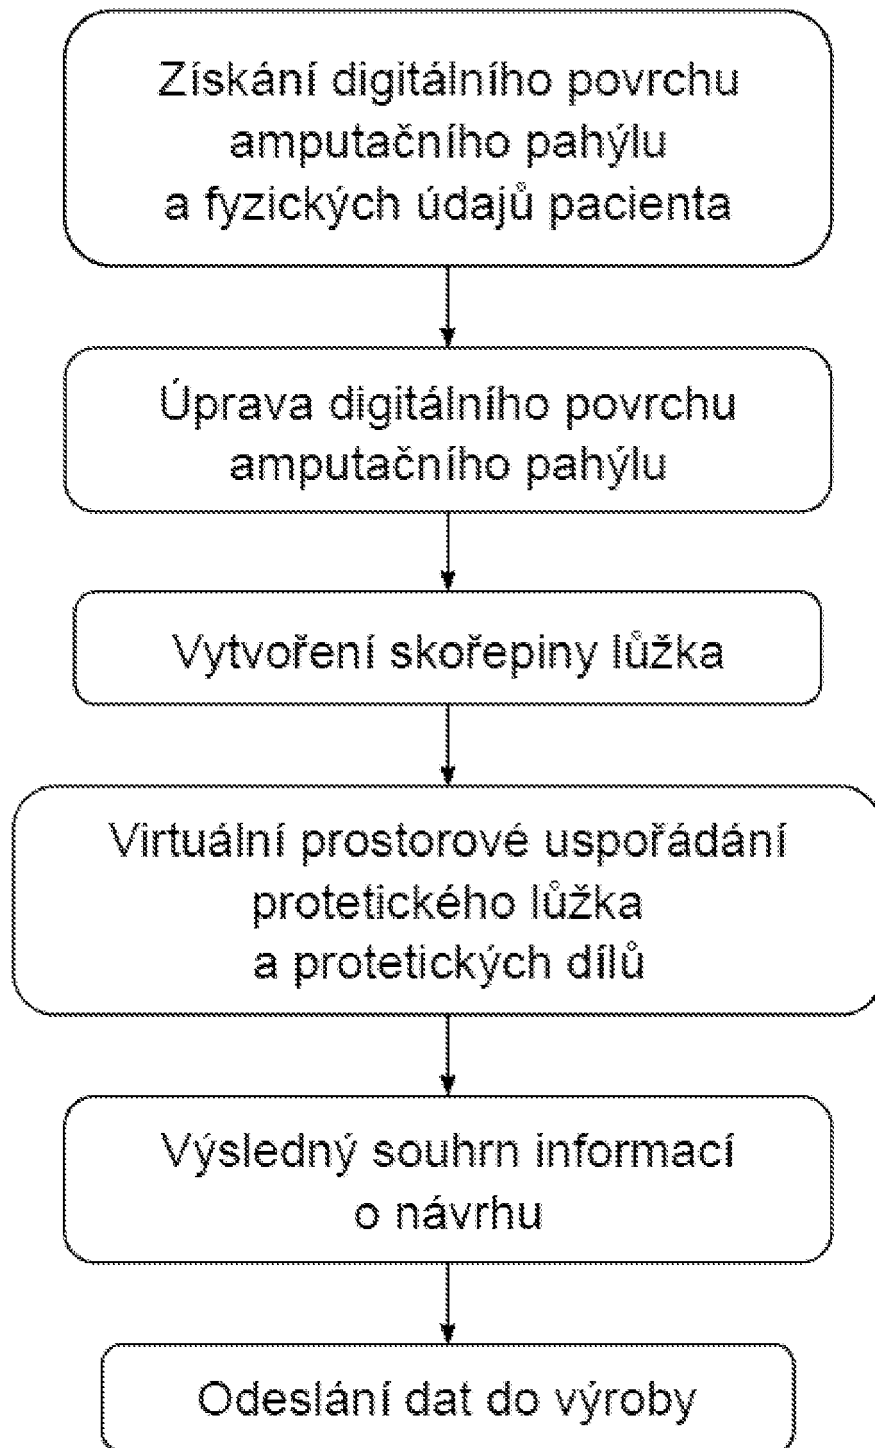 Získání digitálního povrchu
amputačního pahýlu
a fyzických údajů pacienta
Úprava digitálního povrchu
amputačního pahýlu
Vytvoření skořepiny lůžka
Virtuální prostorové uspořádání
protetického lůžka
a protetických dílů
Výsledný souhrn informací
o návrhu
Odeslání dat do výroby